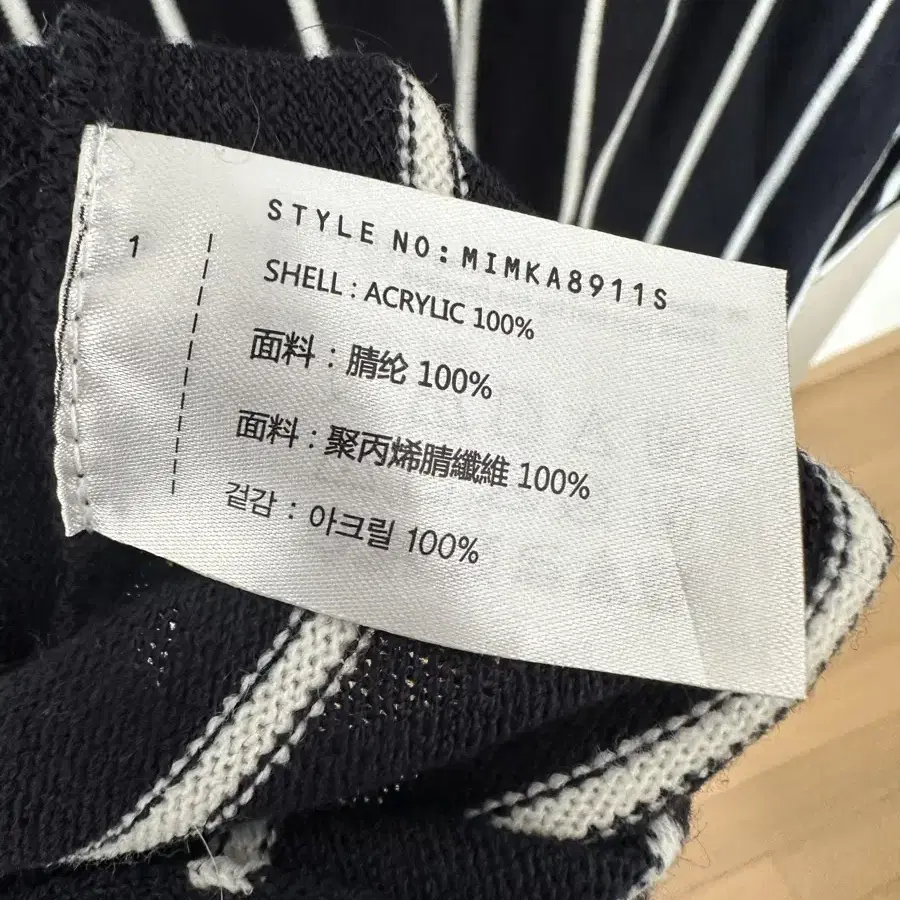 1
STYLE NO: MIMKA8911S
SHELL : ACRYLIC 100%
面料 : 腈纶 100%
面料 : 聚丙烯腈纖維 100%
겉감 : 아크릴 100%